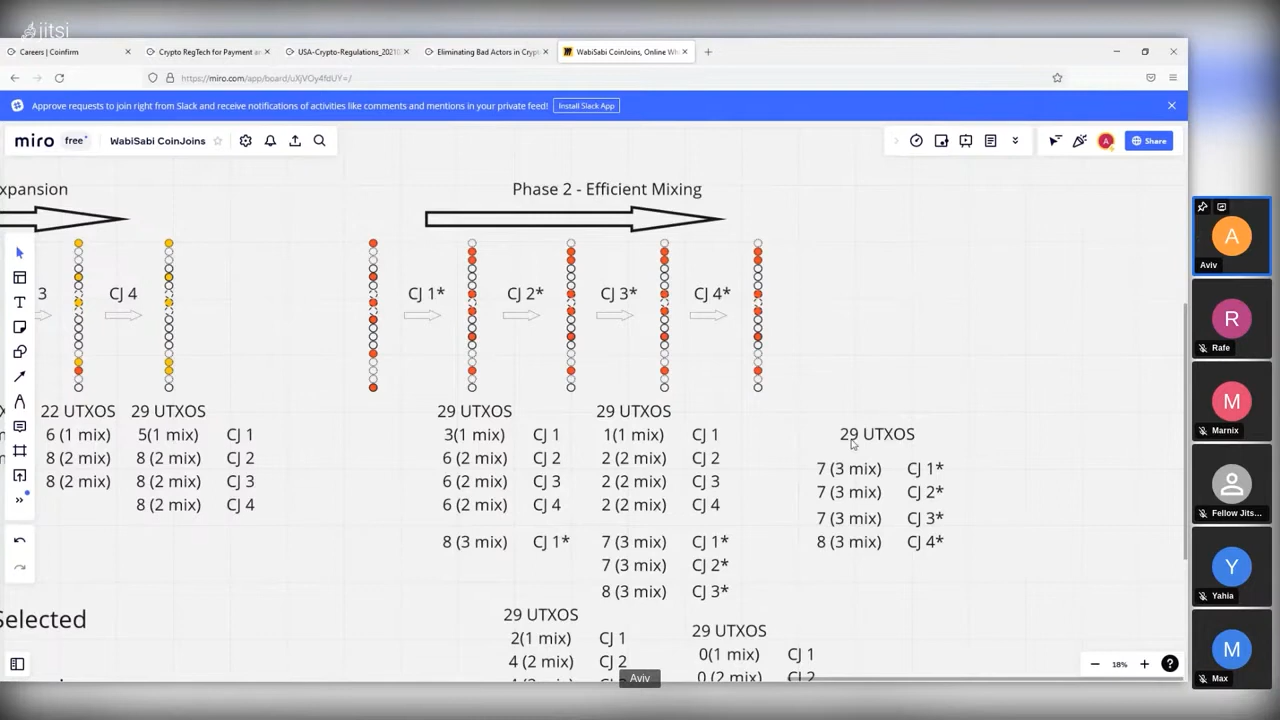 jitsi
Careers | Coinfirm
Crypto RegTech for Payment an
USA-Crypto-Regulations_20210
Eliminating Bad Actors in Crypt
WabiSabi CoinJoins, Online Wh
https://miro.com/app/board/uXjVOy4fdUY=/
Approve requests to join right from Slack and receive notifications of activities like comments and mentions in your private feed!
Install Slack App
miro
free
WabiSabi CoinJoins
A
Share
xpansion
Phase 2 - Efficient Mixing
3
CJ 4
CJ 1*
CJ 2*
CJ 3*
CJ 4*
22 UTXOS
6 (1 mix)
8 (2 mix)
8 (2 mix)
29 UTXOS
5(1 mix) CJ 1
8 (2 mix) CJ 2
8 (2 mix) CJ 3
8 (2 mix) CJ 4
29 UTXOS
3(1 mix) CJ 1
6 (2 mix) CJ 2
6 (2 mix) CJ 3
6 (2 mix) CJ 4
8 (3 mix) CJ 1*
29 UTXOS
1(1 mix) CJ 1
2 (2 mix) CJ 2
2 (2 mix) CJ 3
2 (2 mix) CJ 4
7 (3 mix) CJ 1*
7 (3 mix) CJ 2*
8 (3 mix) CJ 3*
29 UTXOS
7 (3 mix) CJ 1*
7 (3 mix) CJ 2*
7 (3 mix) CJ 3*
8 (3 mix) CJ 4*
29 UTXOS
2(1 mix) CJ 1
4 (2 mix) CJ 2
29 UTXOS
0(1 mix) CJ 1
0 (2 mix) CJ 2
Selected
18%
Aviv
A
Aviv
R
Rafe
M
Marnix
Fellow Jits...
Y
Yahia
M
Max